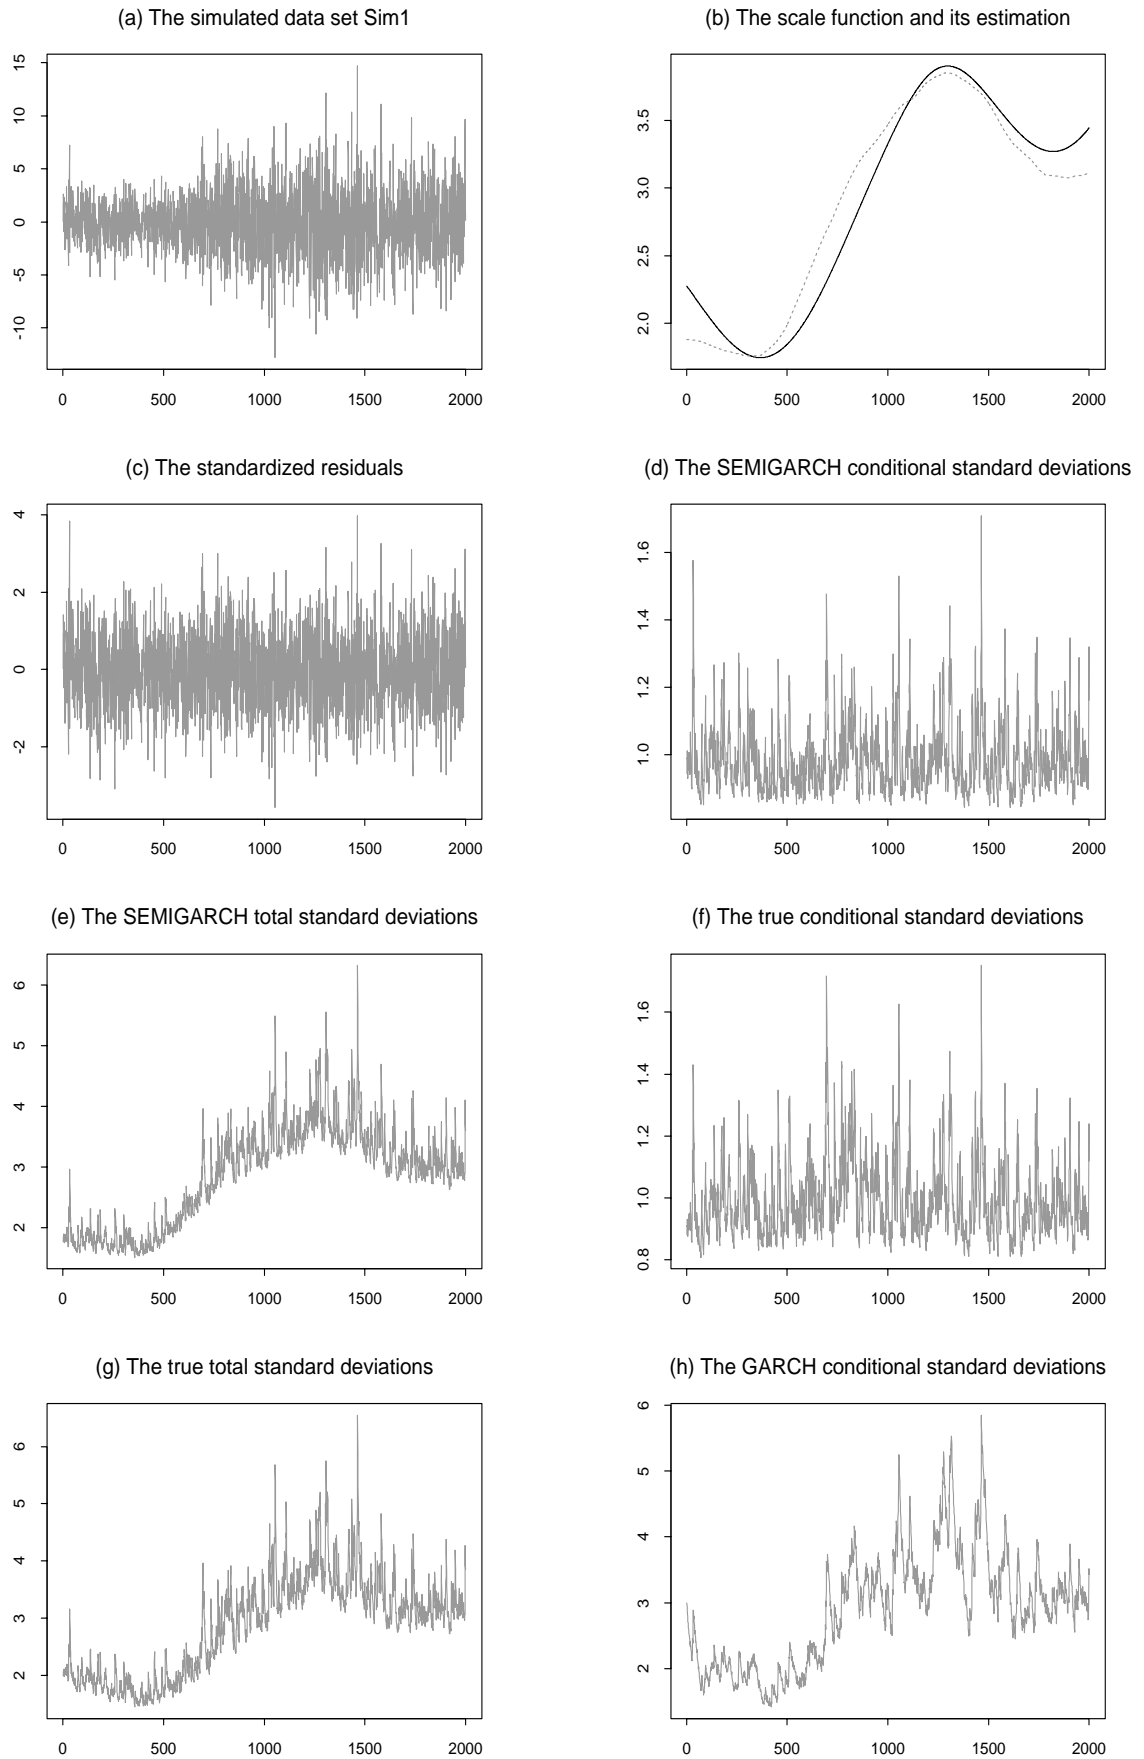 (a) The simulated data set Sim1
15
10
5
0
-5
-10
0 500 1000 1500 2000
(b) The scale function and its estimation
3.5
3.0
2.5
2.0
0 500 1000 1500 2000
(c) The standardized residuals
4
2
0
-2
0 500 1000 1500 2000
(d) The SEMIGARCH conditional standard deviations
1.6
1.4
1.2
1.0
0 500 1000 1500 2000
(e) The SEMIGARCH total standard deviations
6
5
4
3
2
0 500 1000 1500 2000
(f) The true conditional standard deviations
1.6
1.4
1.2
1.0
0.8
0 500 1000 1500 2000
(g) The true total standard deviations
6
5
4
3
2
0 500 1000 1500 2000
(h) The GARCH conditional standard deviations
6
5
4
3
2
0 500 1000 1500 2000